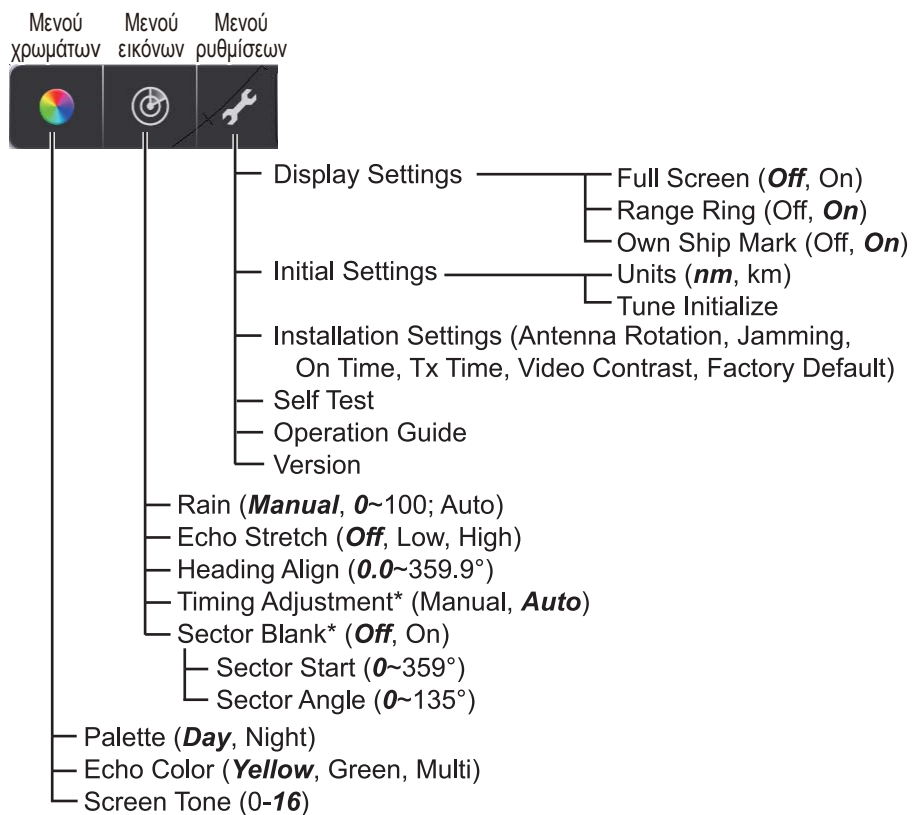 Μενού Μενού Μενού
χρωμάτων εικόνων ρυθμίσεων
Display Settings
Full Screen (Off, On)
Range Ring (Off, On)
Own Ship Mark (Off, On)
Initial Settings
Units (nm, km)
Tune Initialize
Installation Settings (Antenna Rotation, Jamming,
On Time, Tx Time, Video Contrast, Factory Default)
Self Test
Operation Guide
Version
Rain (Manual, 0~100; Auto)
Echo Stretch (Off, Low, High)
Heading Align (0.0~359.9°)
Timing Adjustment* (Manual, Auto)
Sector Blank* (Off, On)
Sector Start (0~359°)
Sector Angle (0~135°)
Palette (Day, Night)
Echo Color (Yellow, Green, Multi)
Screen Tone (0-16)